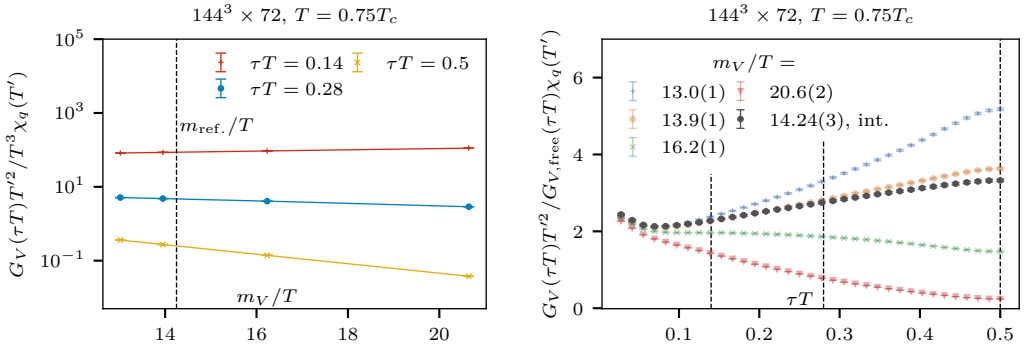 144³ × 72, T = 0.75T_c
G_V(τT)T'²/T³χ_q(T')
10⁵
10³
10¹
10⁻¹
τT = 0.14
τT = 0.5
τT = 0.28
m_ref./T
m_V/T
14
16
18
20
144³ × 72, T = 0.75T_c
G_V(τT)T'²/G_V,free(τT)χ_q(T')
6
4
2
0
m_V/T =
13.0(1)
20.6(2)
13.9(1)
14.24(3), int.
16.2(1)
τT
0.1
0.2
0.3
0.4
0.5